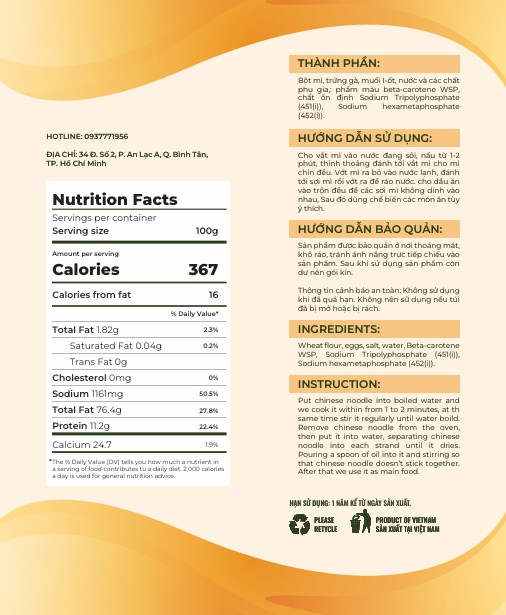 HOTLINE: 0937771956
ĐỊA CHỈ: 34 Đ. Số 2, P. An Lạc A, Q. Bình Tân,
TP. Hồ Chí Minh
Nutrition Facts
Servings per container
Serving size 100g
Amount per serving
Calories 367
Calories from fat 16
% Daily Value*
Total Fat 1.82g 2.3%
Saturated Fat 0.04g 0.2%
Trans Fat 0g
Cholesterol 0mg 0%
Sodium 1161mg 50.5%
Total Fat 76.4g 27.8%
Protein 11.2g 22.4%
Calcium 24.7 1.9%
*The % Daily Value (DV) tells you how much a nutrient in
a serving of food contributes tu a daily diet. 2,000 calories
a day is used for general nutrition advice.
THÀNH PHẦN:
Bột mì, trứng gà, muối I-ốt, nước và các chất
phụ gia; phẩm màu beta-carotene WSP,
chất ổn định Sodium Tripolyphosphate
(451(i)), Sodium hexametaphosphate
(452(i)).
HƯỚNG DẪN SỬ DỤNG:
Cho vắt mì vào nước đang sôi, nấu từ 1-2
phút, thỉnh thoảng đánh tới vắt mì cho mì
chín đều. Vớt mì ra bỏ vào nước lạnh, đánh
tới sợi mì rồi vớt ra để ráo nước. cho dầu ăn
vào trộn đều để các sợi mì không dính vào
nhau, Sau đó dùng chế biến các món ăn tùy
ý thích.
HƯỚNG DẪN BẢO QUẢN:
Sản phẩm được bảo quản ở nơi thoáng mát,
khô ráo, tránh ánh nắng trực tiếp chiếu vào
sản phẩm. Sau khi sử dụng sản phẩm còn
dư nên gói kín.
Thông tin cảnh báo an toàn: Không sử dụng
khi đã quá hạn. Không nên sử dụng nếu túi
đã bị mở hoặc bị rách.
INGREDIENTS:
Wheat flour, eggs, salt, water, Beta-carotene
WSP, Sodium Tripolyphosphate (451(i)),
Sodium hexametaphosphate (452(i)).
INSTRUCTION:
Put chinese noodle into boiled water and
we cook it within from 1 to 2 minutes, at th
same time stir it regularly until water boild.
Remove chinese noodle from the oven,
then put it into water, separating chinese
noodle into each strand until it dries.
Pouring a spoon of oil into it and stirring so
that chinese noodle doesn't stick together.
After that we use it as main food.
HẠN SỬ DỤNG: 1 NĂM KỂ TỪ NGÀY SẢN XUẤT.
PLEASE
RECYCLE
PRODUCT OF VIETNAM
SẢN XUẤT TẠI VIỆT NAM